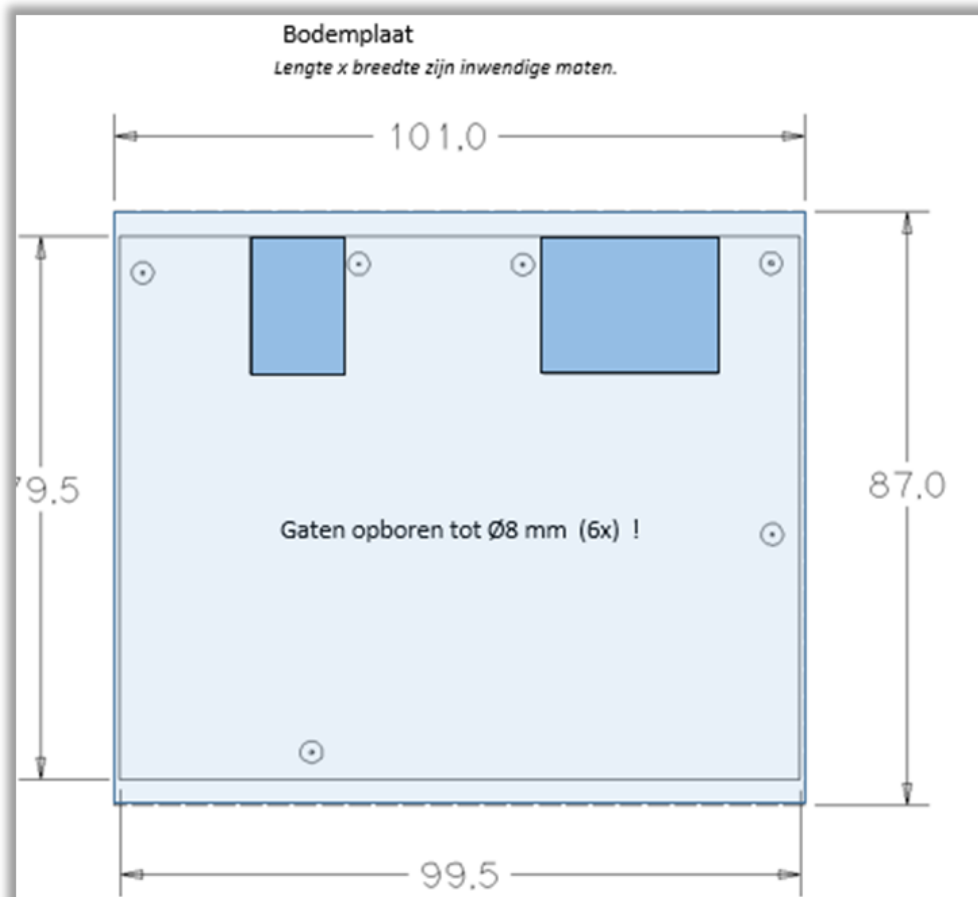 Bodemplaat
Lengte x breedte zijn inwendige maten.
101,0
9,5
87,0
Gaten opboren tot Ø8 mm (6x) !
99,5